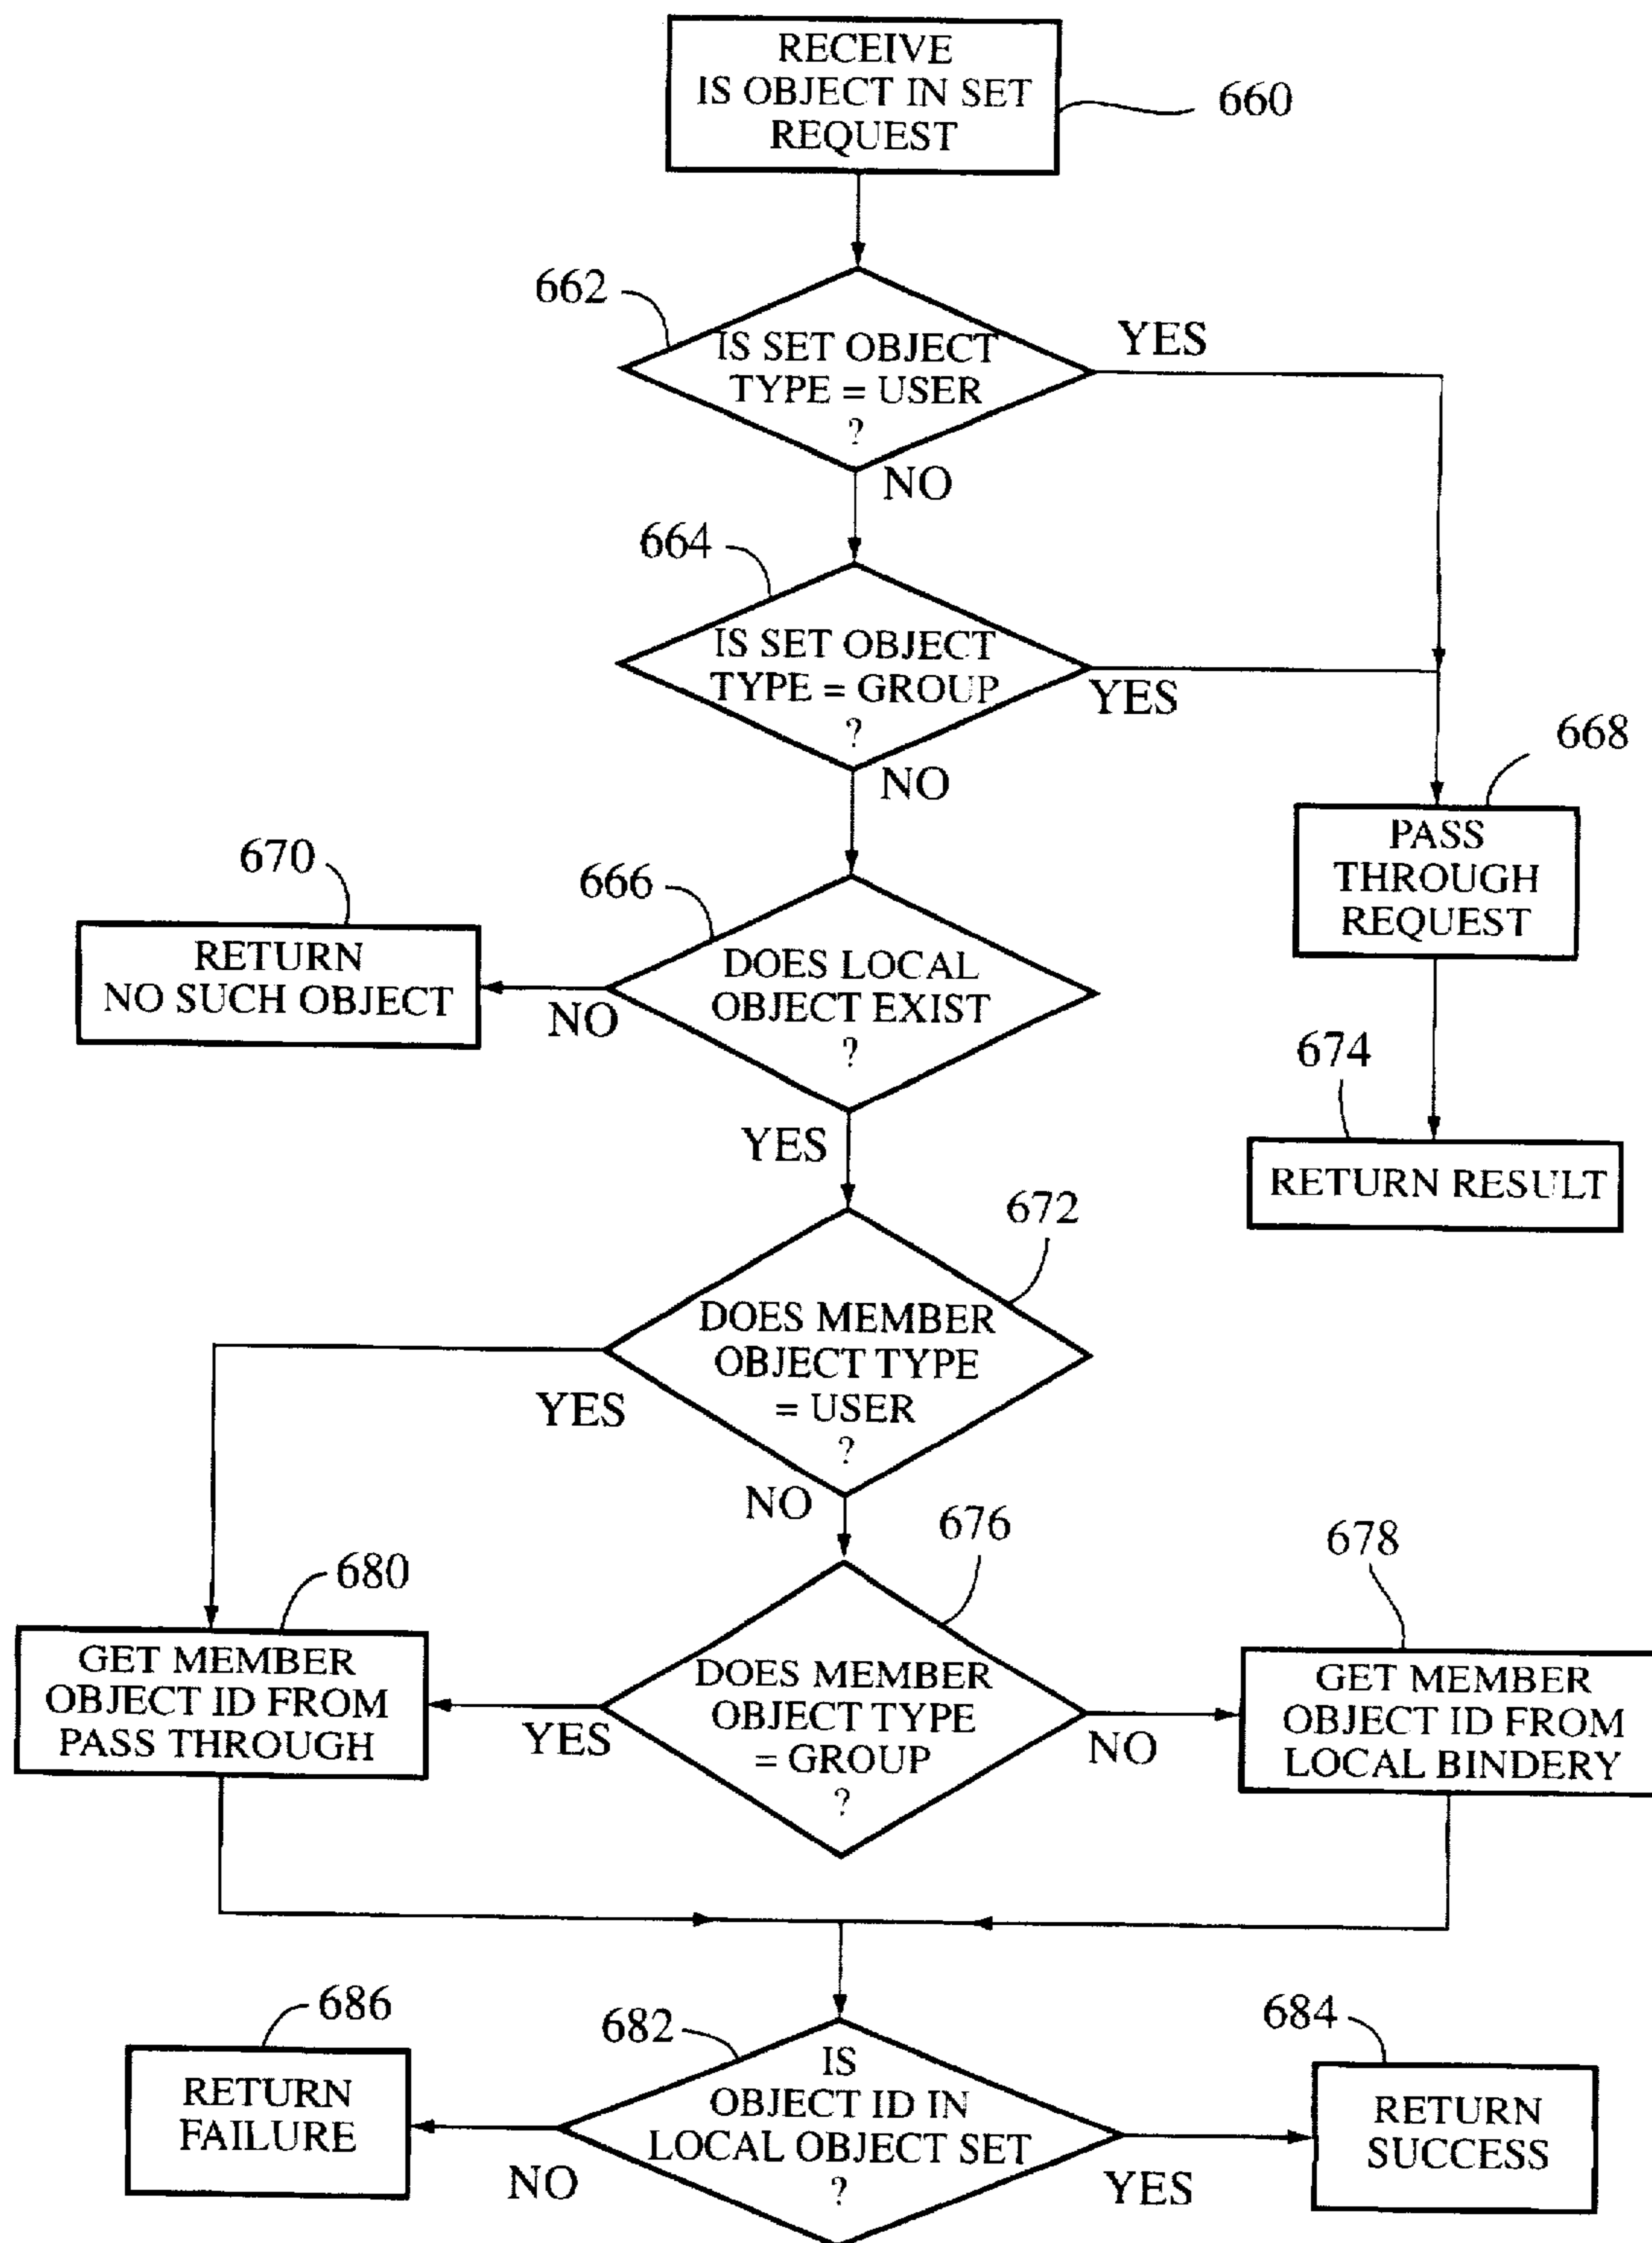 RECEIVE
IS OBJECT IN SET
REQUEST
660
662
IS SET OBJECT
TYPE = USER
?
YES
NO
664
IS SET OBJECT
TYPE = GROUP
?
YES
NO
668
PASS
THROUGH
REQUEST
670
RETURN
NO SUCH OBJECT
666
DOES LOCAL
OBJECT EXIST
?
NO
YES
674
RETURN RESULT
672
DOES MEMBER
OBJECT TYPE
= USER
?
YES
NO
680
GET MEMBER
OBJECT ID FROM
PASS THROUGH
676
DOES MEMBER
OBJECT TYPE
= GROUP
?
YES
NO
678
GET MEMBER
OBJECT ID FROM
LOCAL BINDERY
686
RETURN
FAILURE
682
IS
OBJECT ID IN
LOCAL OBJECT SET
?
NO
YES
684
RETURN
SUCCESS